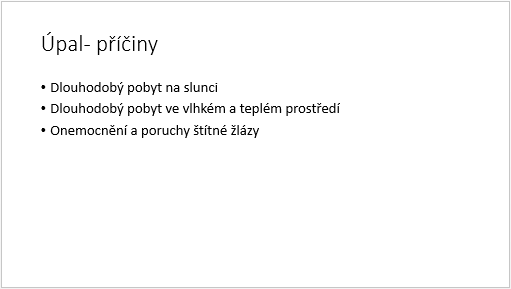 Úpal- příčiny
• Dlouhodobý pobyt na slunci
• Dlouhodobý pobyt ve vlhkém a teplém prostředí
• Onemocnění a poruchy štítné žlázy